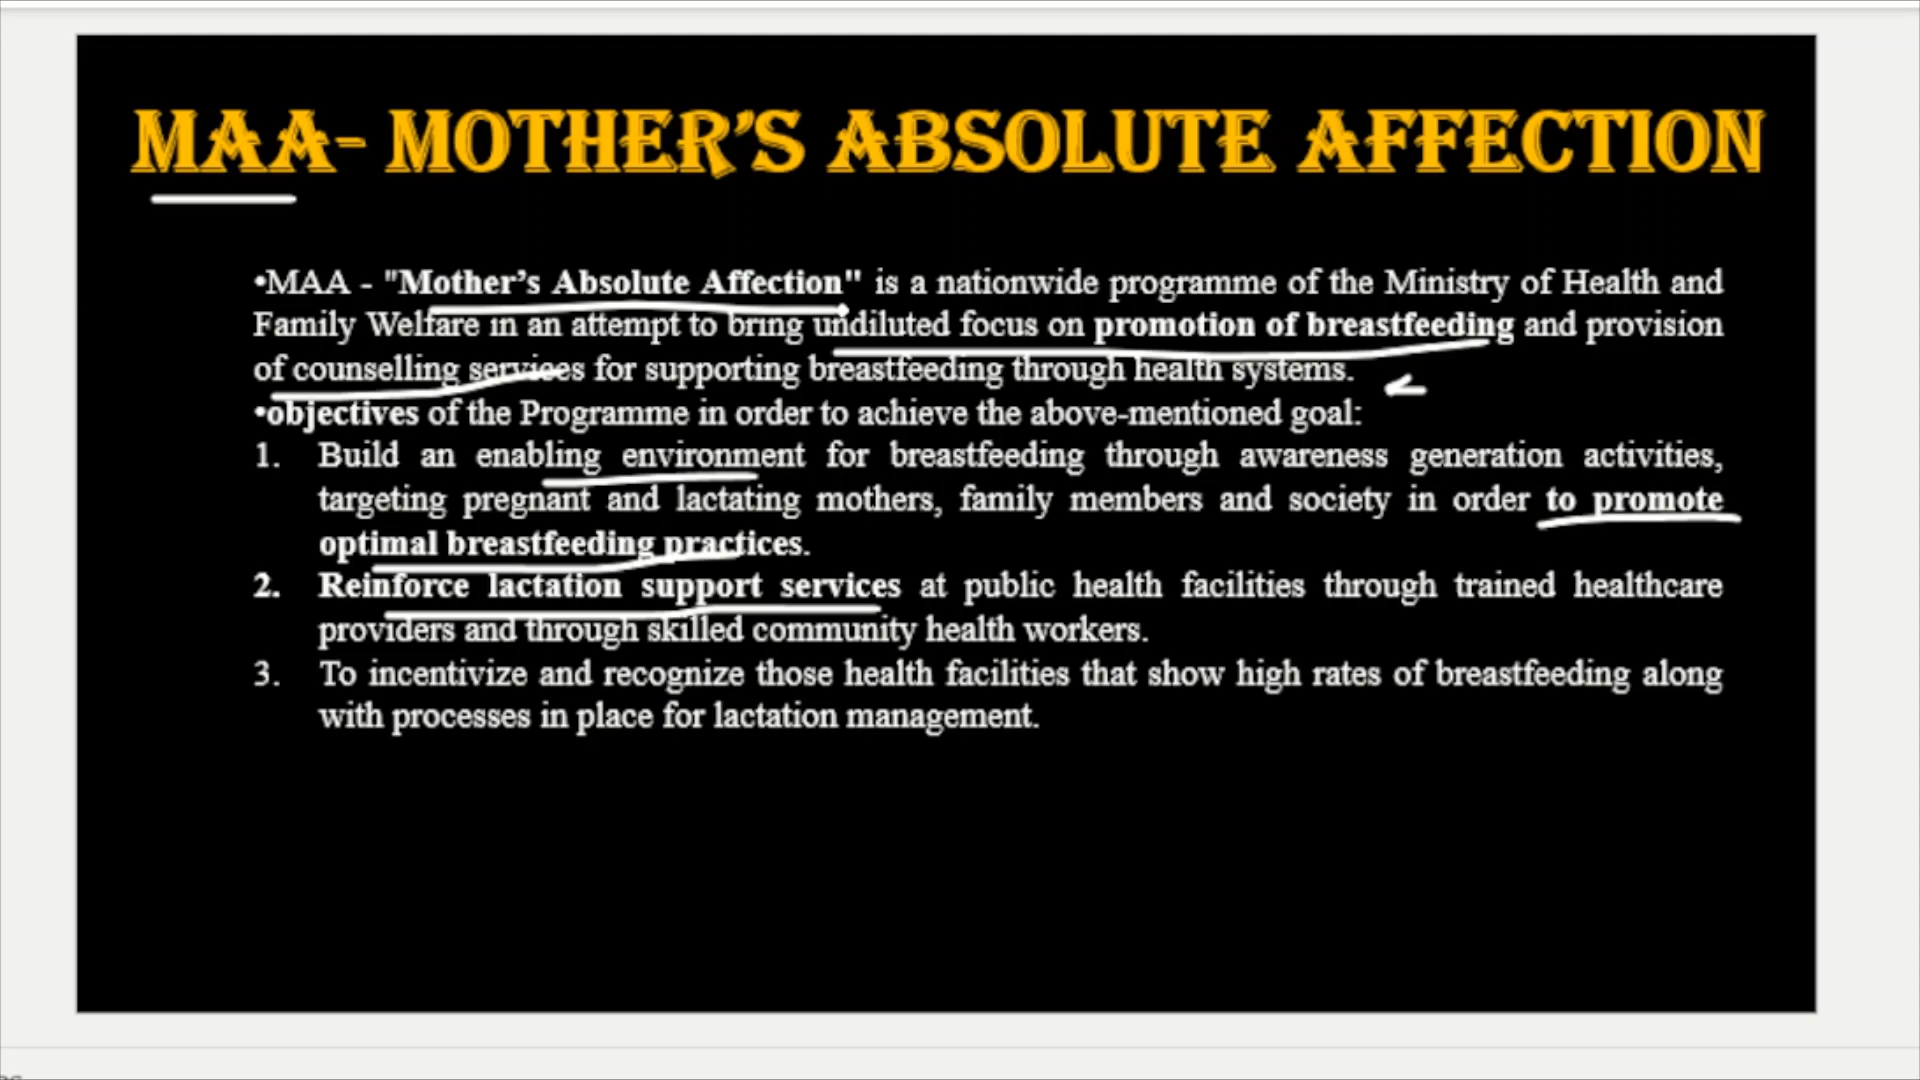 MAA- MOTHER’S ABSOLUTE AFFECTION
•MAA - "Mother’s Absolute Affection" is a nationwide programme of the Ministry of Health and
Family Welfare in an attempt to bring undiluted focus on promotion of breastfeeding and provision
of counselling services for supporting breastfeeding through health systems.
•objectives of the Programme in order to achieve the above-mentioned goal:
1. Build an enabling environment for breastfeeding through awareness generation activities,
targeting pregnant and lactating mothers, family members and society in order to promote
optimal breastfeeding practices.
2. Reinforce lactation support services at public health facilities through trained healthcare
providers and through skilled community health workers.
3. To incentivize and recognize those health facilities that show high rates of breastfeeding along
with processes in place for lactation management.